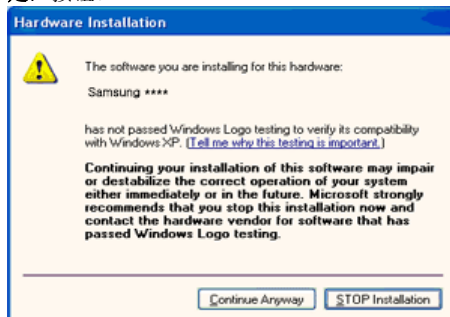 Hardware Installation
The software you are installing for this hardware:
Samsung ****
has not passed Windows Logo testing to verify its compatibility
with Windows XP. (Tell me why this testing is important.)
Continuing your installation of this software may impair
or destabilize the correct operation of your system
either immediately or in the future. Microsoft strongly
recommends that you stop this installation now and
contact the hardware vendor for software that has
passed Windows Logo testing.
Continue Anyway
STOP Installation